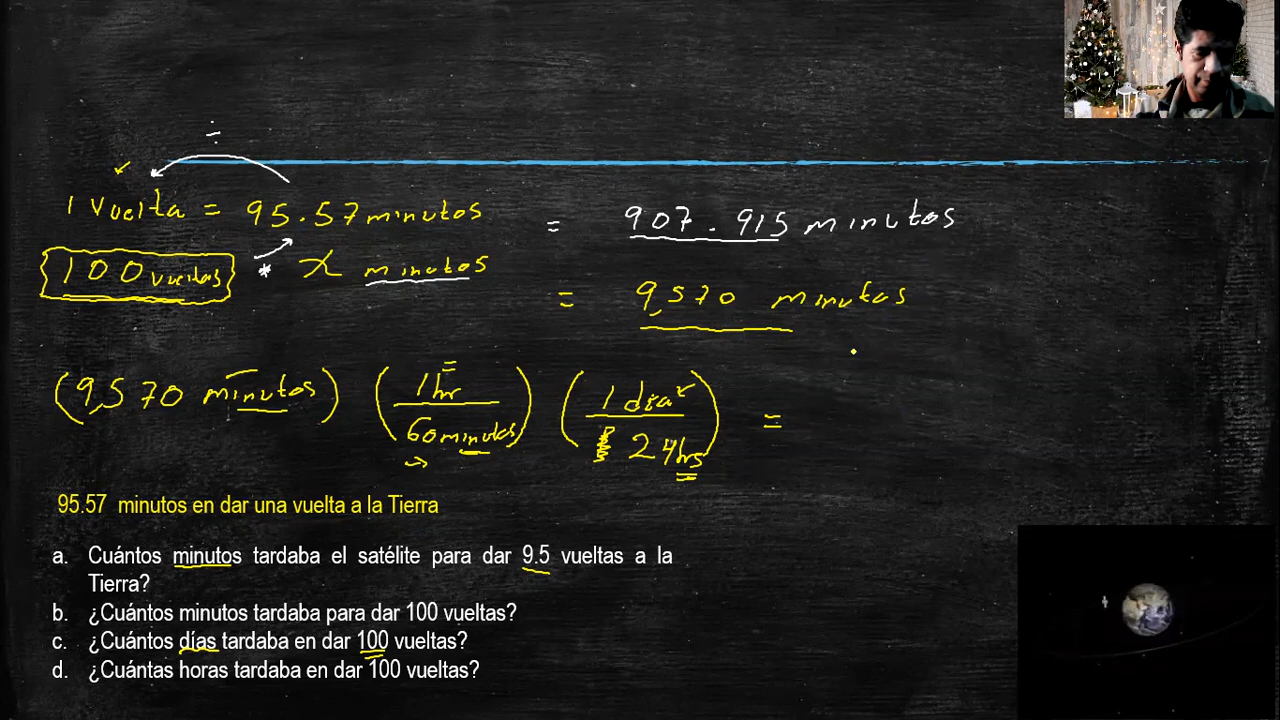 ÷
1 vuelta = 95.57 minutos = 907.915 minutos
100 vueltas * x minutos
= 9,570 minutos
(9,570 minutos) (1hr / 60 minutos) (1 dia / 24hrs) =
95.57 minutos en dar una vuelta a la Tierra
a. Cuántos minutos tardaba el satélite para dar 9.5 vueltas a la
Tierra?
b. ¿Cuántos minutos tardaba para dar 100 vueltas?
c. ¿Cuántos días tardaba en dar 100 vueltas?
d. ¿Cuántas horas tardaba en dar 100 vueltas?